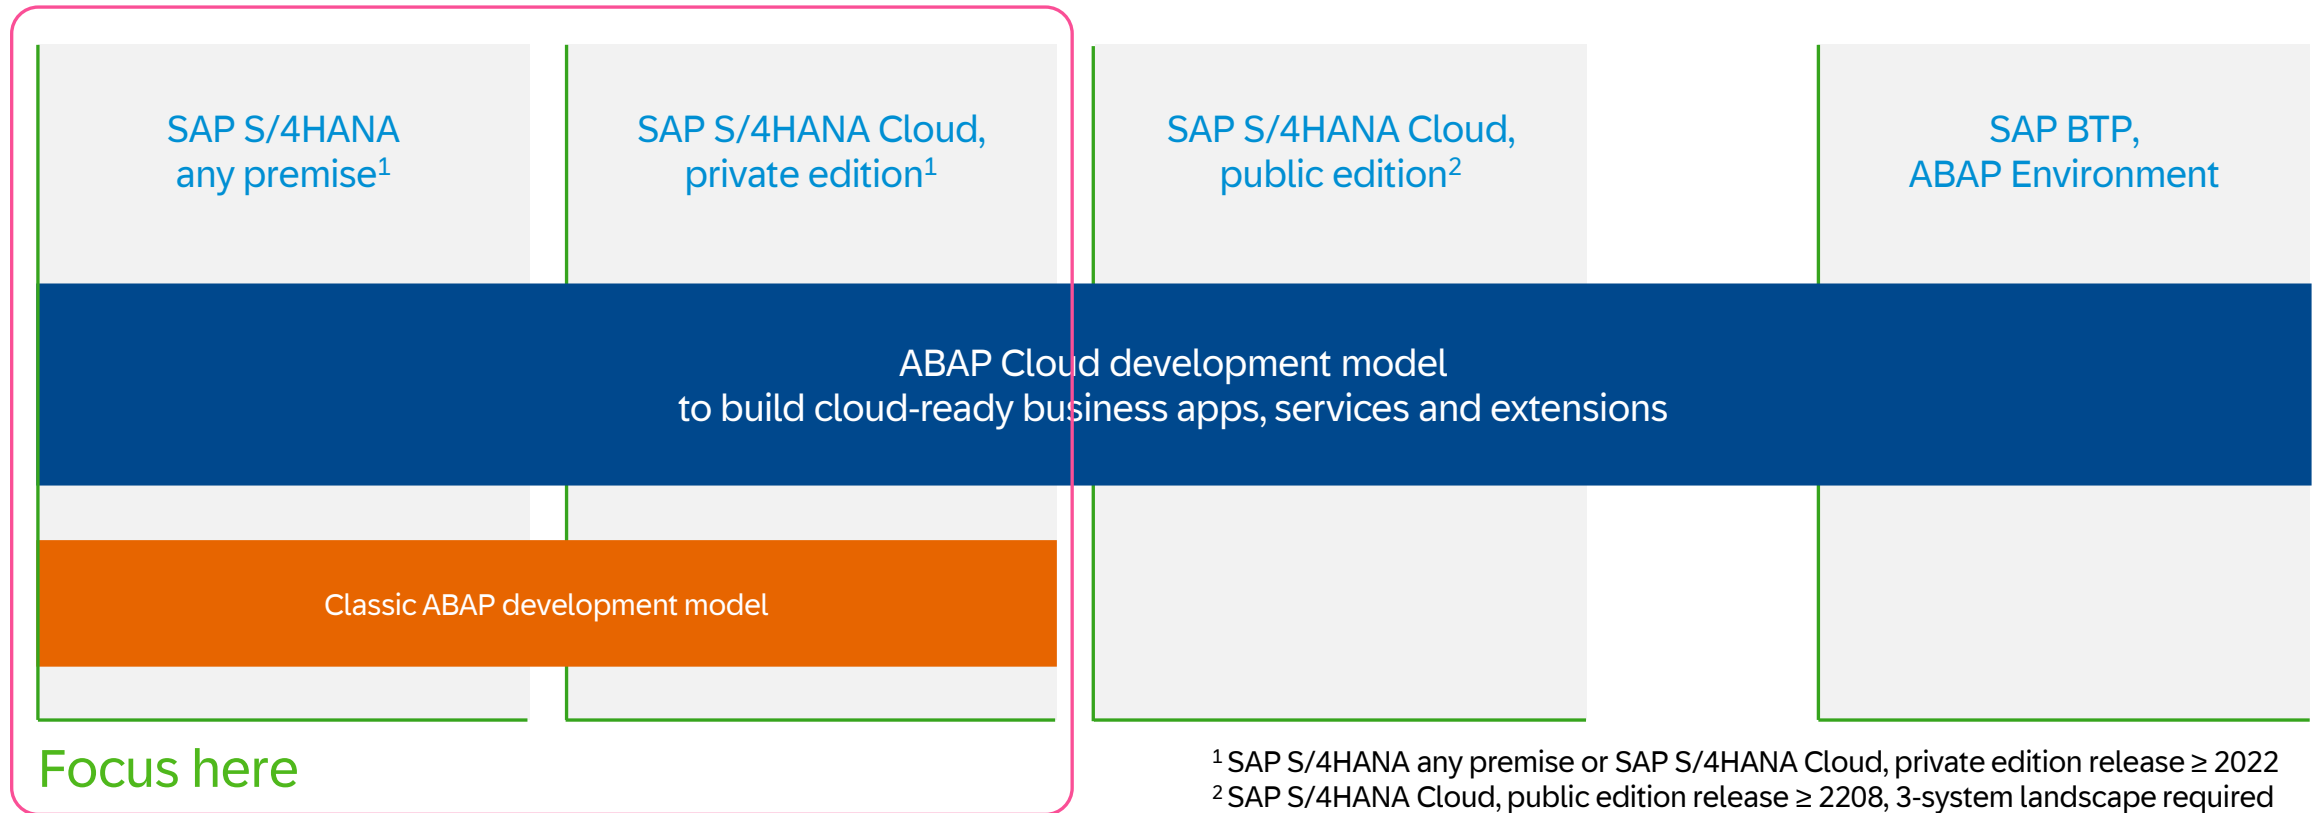 SAP S/4HANA
any premise¹
SAP S/4HANA Cloud,
private edition¹
SAP S/4HANA Cloud,
public edition²
SAP BTP,
ABAP Environment
ABAP Cloud development model
to build cloud-ready business apps, services and extensions
Classic ABAP development model
Focus here
¹ SAP S/4HANA any premise or SAP S/4HANA Cloud, private edition release ≥ 2022
² SAP S/4HANA Cloud, public edition release ≥ 2208, 3-system landscape required